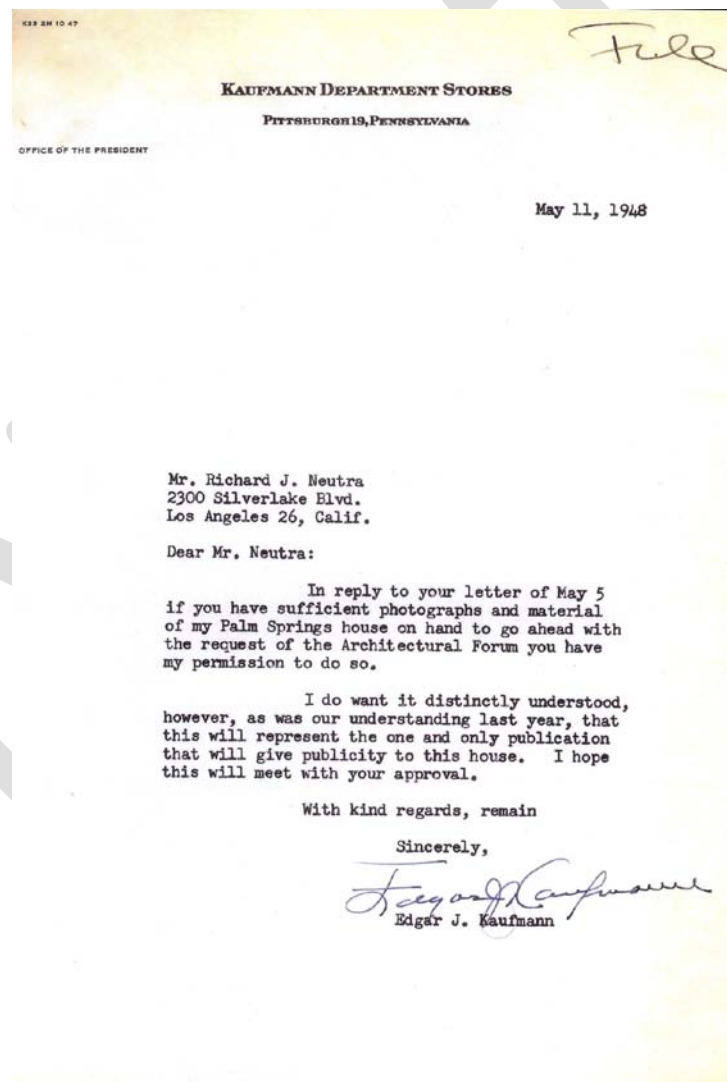 K33 2M 10 47
File
KAUFMANN DEPARTMENT STORES
PITTSBURGH 19, PENNSYLVANIA
OFFICE OF THE PRESIDENT
May 11, 1948
Mr. Richard J. Neutra
2300 Silverlake Blvd.
Los Angeles 26, Calif.
Dear Mr. Neutra:
In reply to your letter of May 5
if you have sufficient photographs and material
of my Palm Springs house on hand to go ahead with
the request of the Architectural Forum you have
my permission to do so.
I do want it distinctly understood,
however, as was our understanding last year, that
this will represent the one and only publication
that will give publicity to this house. I hope
this will meet with your approval.
With kind regards, remain
Sincerely,
Edgar J. Kaufmann
Edgar J. Kaufmann